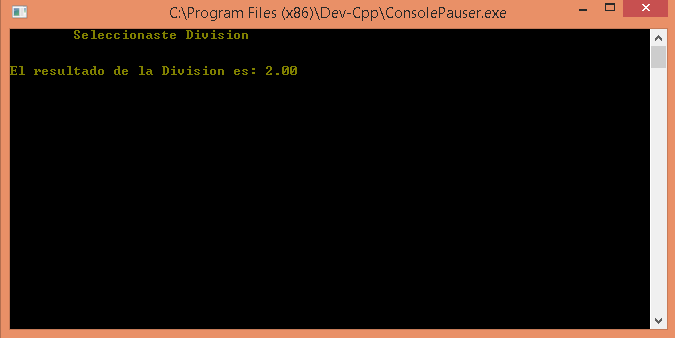 C:\Program Files (x86)\Dev-Cpp\ConsolePauser.exe
Seleccionaste Division
El resultado de la Division es: 2.00